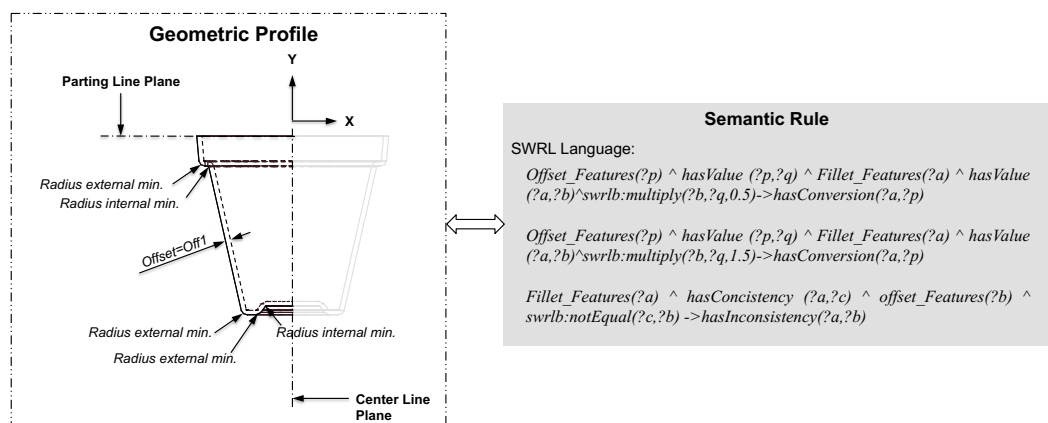 Geometric Profile
Y
Parting Line Plane
X
Radius external min.
Radius internal min.
Offset=Off1
Radius external min.
Radius internal min.
Radius external min.
Center Line
Plane
Semantic Rule
SWRL Language:
Offset_Features(?p) ^ hasValue (?p,?q) ^ Fillet_Features(?a) ^ hasValue
(?a,?b)^swrlb:multiply(?b,?q,0.5)->hasConversion(?a,?p)
Offset_Features(?p) ^ hasValue (?p,?q) ^ Fillet_Features(?a) ^ hasValue
(?a,?b)^swrlb:multiply(?b,?q,1.5)->hasConversion(?a,?p)
Fillet_Features(?a) ^ hasConcistency (?a,?c) ^ offset_Features(?b) ^
swrlb:notEqual(?c,?b) ->hasInconsistency(?a,?b)